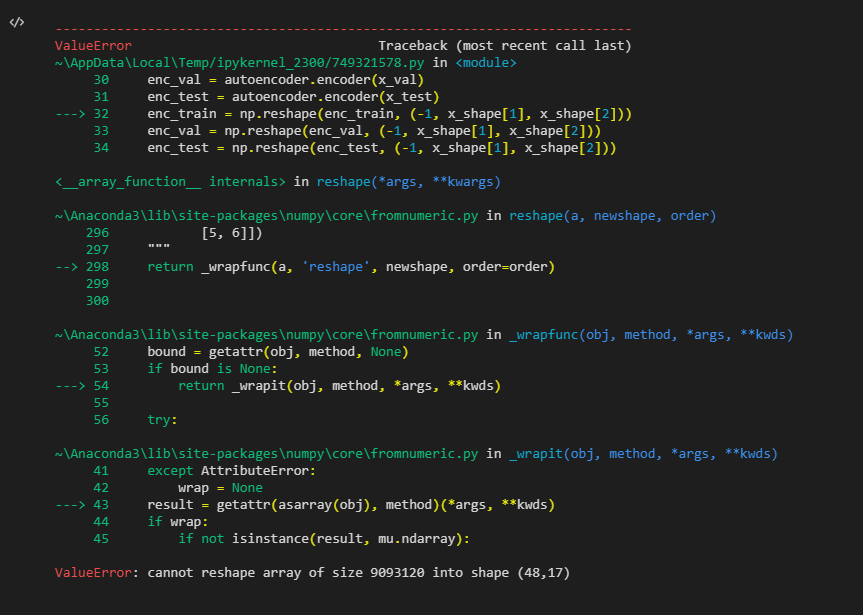 ---------------------------------------------------------------------------
ValueError                                Traceback (most recent call last)
~\AppData\Local\Temp/ipykernel_2300/749321578.py in <module>
     30     enc_val = autoencoder.encoder(x_val)
     31     enc_test = autoencoder.encoder(x_test)
---> 32     enc_train = np.reshape(enc_train, (-1, x_shape[1], x_shape[2]))
     33     enc_val = np.reshape(enc_val, (-1, x_shape[1], x_shape[2]))
     34     enc_test = np.reshape(enc_test, (-1, x_shape[1], x_shape[2]))
<__array_function__ internals> in reshape(*args, **kwargs)
~\Anaconda3\lib\site-packages\numpy\core\fromnumeric.py in reshape(a, newshape, order)
    296            [5, 6]])
    297     """
--> 298     return _wrapfunc(a, 'reshape', newshape, order=order)
    299
    300
~\Anaconda3\lib\site-packages\numpy\core\fromnumeric.py in _wrapfunc(obj, method, *args, **kwds)
     52     bound = getattr(obj, method, None)
     53     if bound is None:
---> 54         return _wrapit(obj, method, *args, **kwds)
     55
     56     try:
~\Anaconda3\lib\site-packages\numpy\core\fromnumeric.py in _wrapit(obj, method, *args, **kwds)
     41     except AttributeError:
     42         wrap = None
---> 43     result = getattr(asarray(obj), method)(*args, **kwds)
     44     if wrap:
     45         if not isinstance(result, mu.ndarray):
ValueError: cannot reshape array of size 9093120 into shape (48,17)